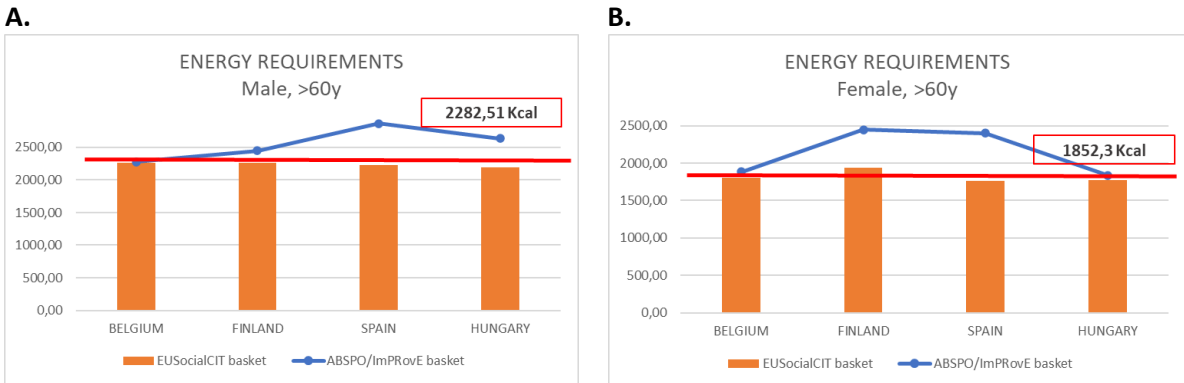 A.
ENERGY REQUIREMENTS
Male, >60y
2282,51 Kcal
2500,00
2000,00
1500,00
1000,00
500,00
0,00
BELGIUM FINLAND SPAIN HUNGARY
EUSocialCIT basket ABSPO/ImPRovE basket
B.
ENERGY REQUIREMENTS
Female, >60y
2500,00
1852,3 Kcal
2000,00
1500,00
1000,00
500,00
0,00
BELGIUM FINLAND SPAIN HUNGARY
EUSocialCIT basket ABSPO/ImPRovE basket